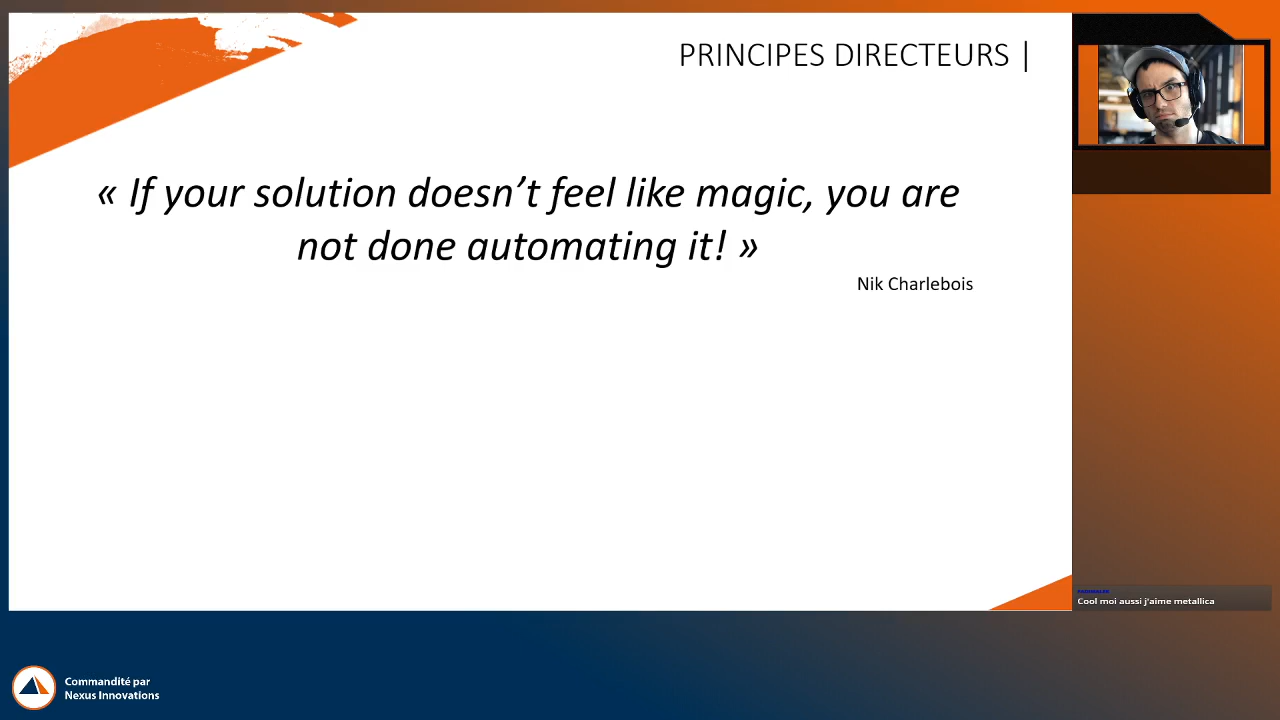 PRINCIPES DIRECTEURS |
« If your solution doesn’t feel like magic, you are
not done automating it! »
Nik Charlebois
Cool moi aussi j'aime metallica
Commandité par
Nexus Innovations